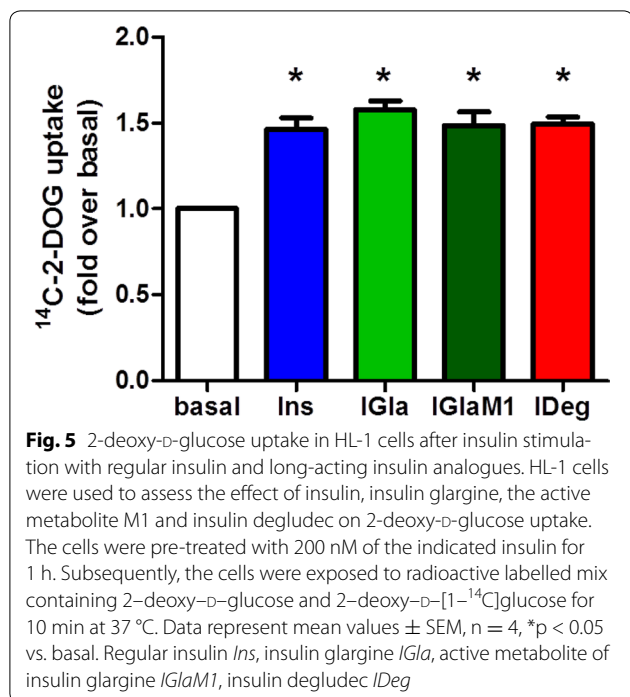 2.0
* * * *
1.5
1.0
0.5
0.0
¹⁴C-2-DOG uptake
(fold over basal)
basal Ins IGla IGlaM1 IDeg
Fig. 5 2-deoxy-D-glucose uptake in HL-1 cells after insulin stimula-
tion with regular insulin and long-acting insulin analogues. HL-1 cells
were used to assess the effect of insulin, insulin glargine, the active
metabolite M1 and insulin degludec on 2-deoxy-D-glucose uptake.
The cells were pre-treated with 200 nM of the indicated insulin for
1 h. Subsequently, the cells were exposed to radioactive labelled mix
containing 2–deoxy–D–glucose and 2–deoxy–D–[1–¹⁴C]glucose for
10 min at 37 °C. Data represent mean values ± SEM, n = 4, *p < 0.05
vs. basal. Regular insulin Ins, insulin glargine IGla, active metabolite of
insulin glargine IGlaM1, insulin degludec IDeg